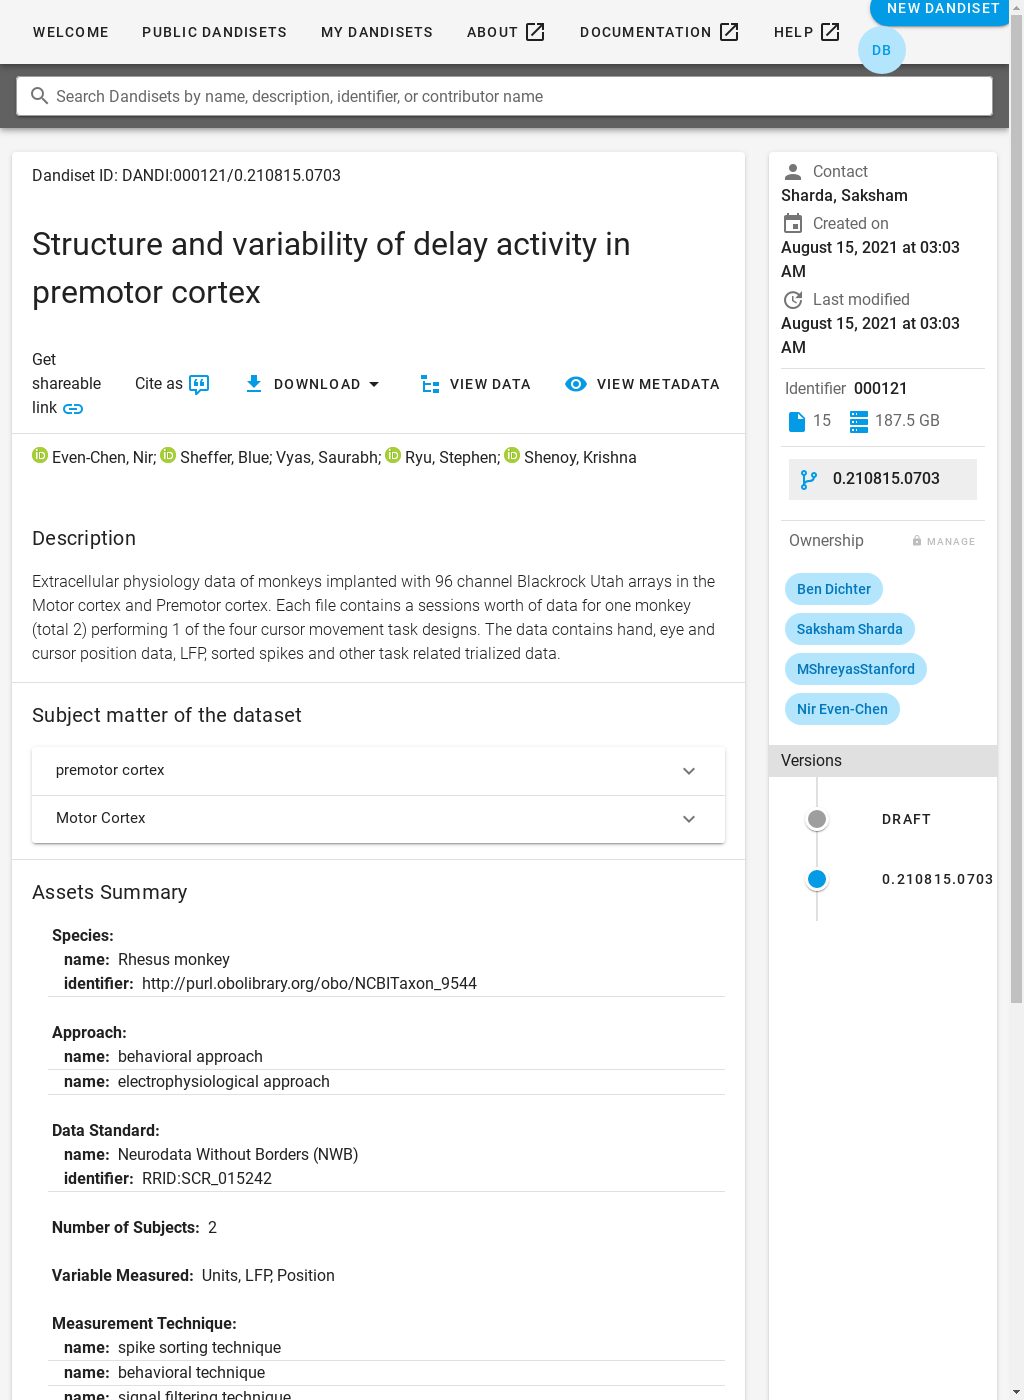 WELCOME PUBLIC DANDISETS MY DANDISETS ABOUT DOCUMENTATION HELP NEW DANDISET
DB
Search Dandisets by name, description, identifier, or contributor name
Dandiset ID: DANDI:000121/0.210815.0703
Structure and variability of delay activity in
premotor cortex
Get
shareable
link
Cite as
DOWNLOAD
VIEW DATA
VIEW METADATA
iD Even-Chen, Nir; iD Sheffer, Blue; Vyas, Saurabh; iD Ryu, Stephen; iD Shenoy, Krishna
Description
Extracellular physiology data of monkeys implanted with 96 channel Blackrock Utah arrays in the
Motor cortex and Premotor cortex. Each file contains a sessions worth of data for one monkey
(total 2) performing 1 of the four cursor movement task designs. The data contains hand, eye and
cursor position data, LFP, sorted spikes and other task related trialized data.
Subject matter of the dataset
premotor cortex
Motor Cortex
Assets Summary
Species:
name: Rhesus monkey
identifier: http://purl.obolibrary.org/obo/NCBITaxon_9544
Approach:
name: behavioral approach
name: electrophysiological approach
Data Standard:
name: Neurodata Without Borders (NWB)
identifier: RRID:SCR_015242
Number of Subjects: 2
Variable Measured: Units, LFP, Position
Measurement Technique:
name: spike sorting technique
name: behavioral technique
name: signal filtering technique
Contact
Sharda, Saksham
Created on
August 15, 2021 at 03:03
AM
Last modified
August 15, 2021 at 03:03
AM
Identifier 000121
15 187.5 GB
0.210815.0703
Ownership MANAGE
Ben Dichter
Saksham Sharda
MShreyasStanford
Nir Even-Chen
Versions
DRAFT
0.210815.0703